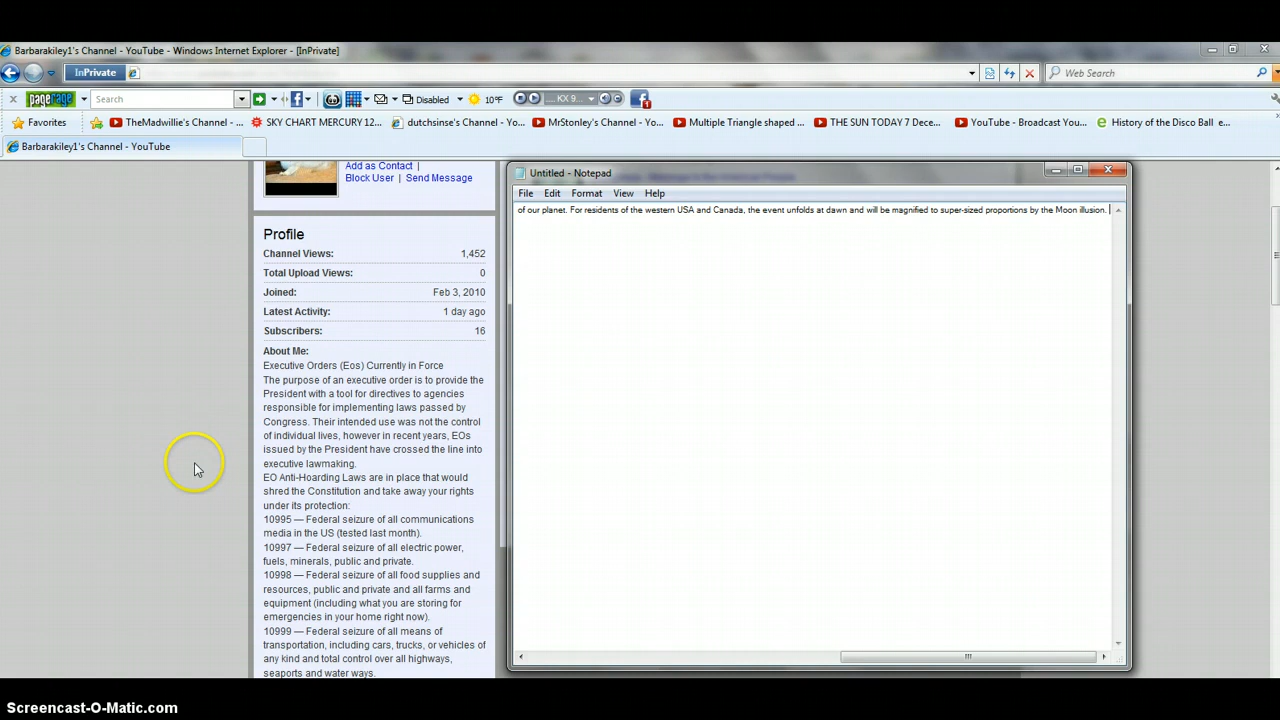 Barbarakiley1's Channel - YouTube - Windows Internet Explorer - [InPrivate]
InPrivate
Web Search
pagerage
Search
Disabled
10°F
.... KX 9...
1
Favorites
TheMadwillie's Channel - ...
SKY CHART MERCURY 12...
dutchsinse's Channel - Yo...
MrStonley's Channel - Yo...
Multiple Triangle shaped ...
THE SUN TODAY 7 Dece...
YouTube - Broadcast You...
History of the Disco Ball e...
Barbarakiley1's Channel - YouTube
Add as Contact |
Block User | Send Message
Profile
Channel Views: 1,452
Total Upload Views: 0
Joined: Feb 3, 2010
Latest Activity: 1 day ago
Subscribers: 16
About Me:
Executive Orders (Eos) Currently in Force
The purpose of an executive order is to provide the
President with a tool for directives to agencies
responsible for implementing laws passed by
Congress. Their intended use was not the control
of individual lives, however in recent years, EOs
issued by the President have crossed the line into
executive lawmaking.
EO Anti-Hoarding Laws are in place that would
shred the Constitution and take away your rights
under its protection:
10995 — Federal seizure of all communications
media in the US (tested last month).
10997 — Federal seizure of all electric power,
fuels, minerals, public and private.
10998 — Federal seizure of all food supplies and
resources, public and private and all farms and
equipment (including what you are storing for
emergencies in your home right now).
10999 — Federal seizure of all means of
transportation, including cars, trucks, or vehicles of
any kind and total control over all highways,
seaports and water ways.
Untitled - Notepad
File Edit Format View Help
of our planet. For residents of the western USA and Canada, the event unfolds at dawn and will be magnified to super-sized proportions by the Moon illusion.
Screencast-O-Matic.com